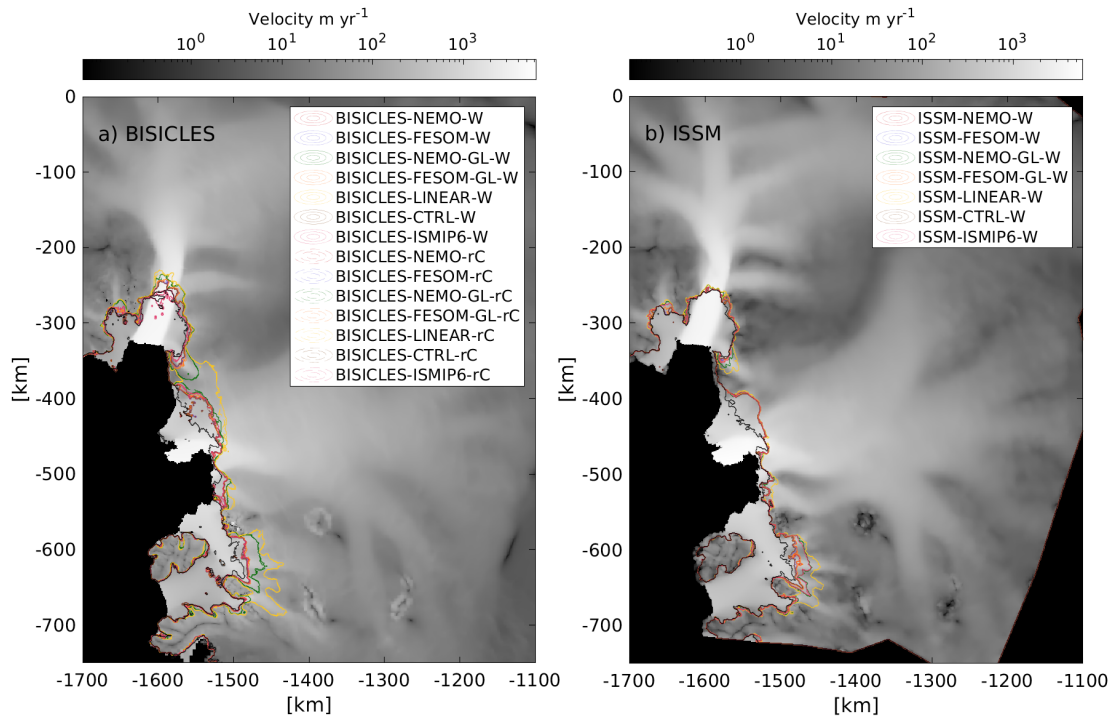 Velocity m yr-1
10^0 10^1 10^2 10^3
a) BISICLES
BISICLES-NEMO-W
BISICLES-FESOM-W
BISICLES-NEMO-GL-W
BISICLES-FESOM-GL-W
BISICLES-LINEAR-W
BISICLES-CTRL-W
BISICLES-ISMIP6-W
BISICLES-NEMO-rC
BISICLES-FESOM-rC
BISICLES-NEMO-GL-rC
BISICLES-FESOM-GL-rC
BISICLES-LINEAR-rC
BISICLES-CTRL-rC
BISICLES-ISMIP6-rC
0
-100
-200
-300
-400
-500
-600
-700
[km]
-1700 -1600 -1500 -1400 -1300 -1200 -1100
[km]
Velocity m yr-1
10^0 10^1 10^2 10^3
b) ISSM
ISSM-NEMO-W
ISSM-FESOM-W
ISSM-NEMO-GL-W
ISSM-FESOM-GL-W
ISSM-LINEAR-W
ISSM-CTRL-W
ISSM-ISMIP6-W
0
-100
-200
-300
-400
-500
-600
-700
[km]
-1700 -1600 -1500 -1400 -1300 -1200 -1100
[km]